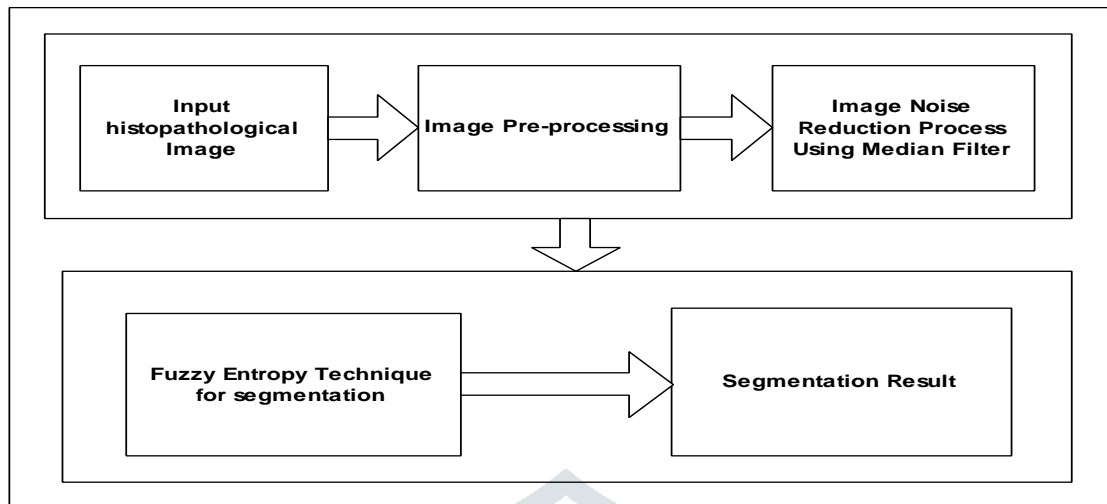 Input
histopathological
Image
Image Pre-processing
Image Noise
Reduction Process
Using Median Filter
Fuzzy Entropy Technique
for segmentation
Segmentation Result